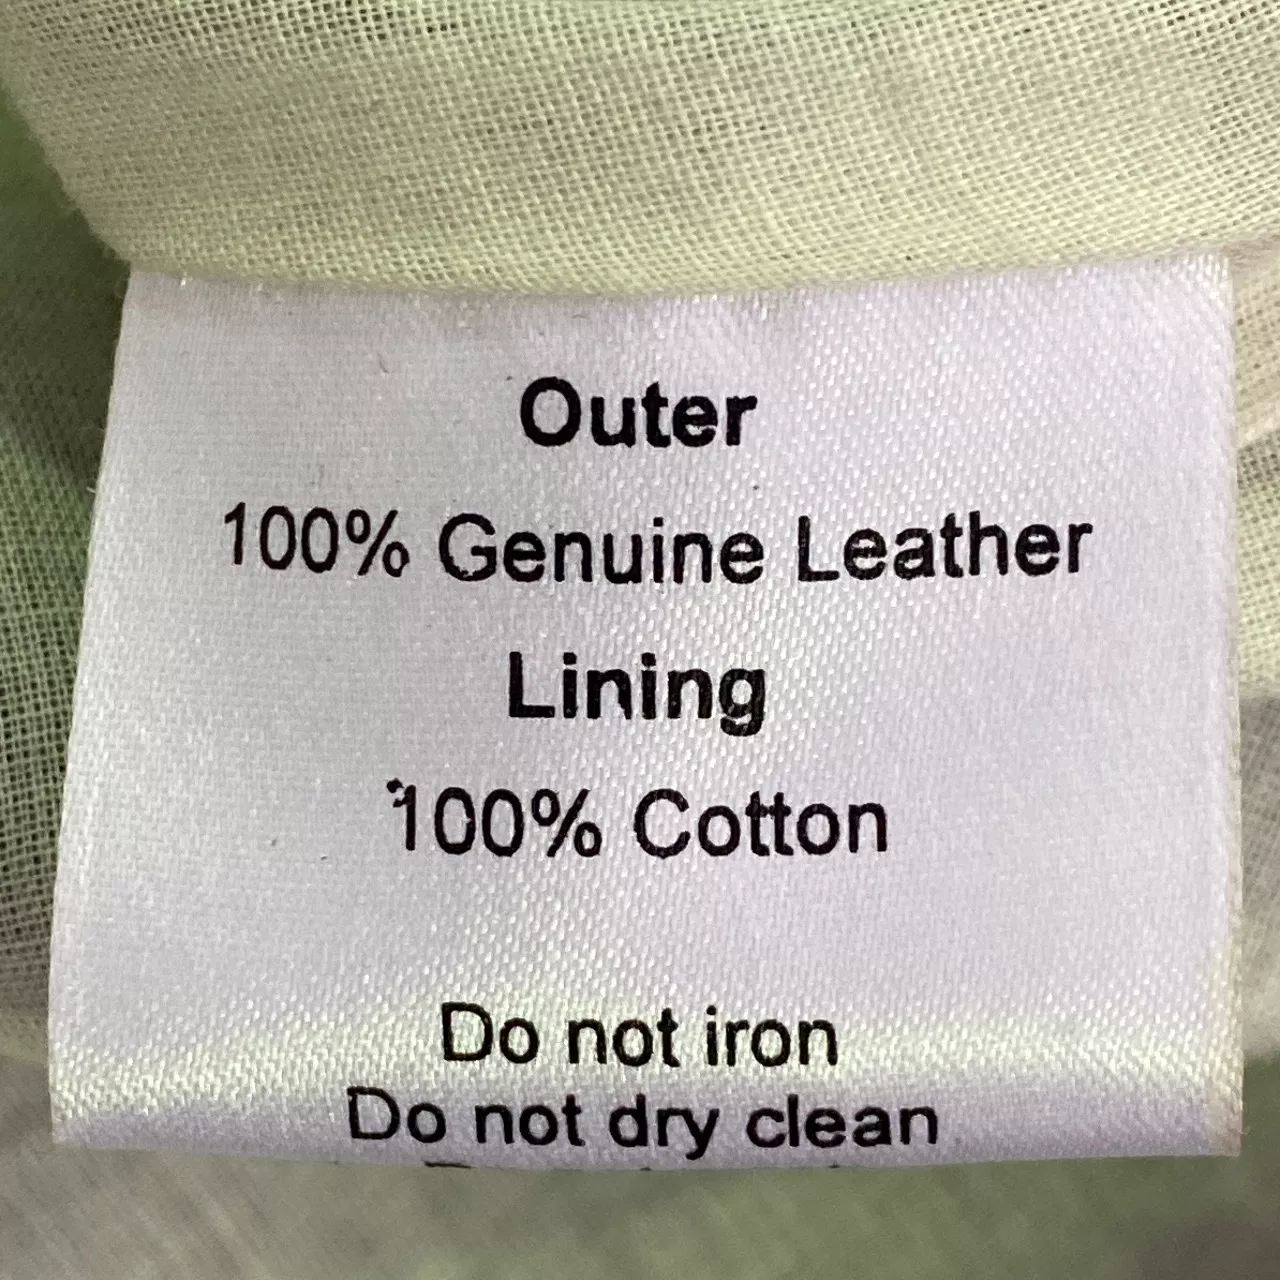 Outer
100% Genuine Leather
Lining
100% Cotton
Do not iron
Do not dry clean